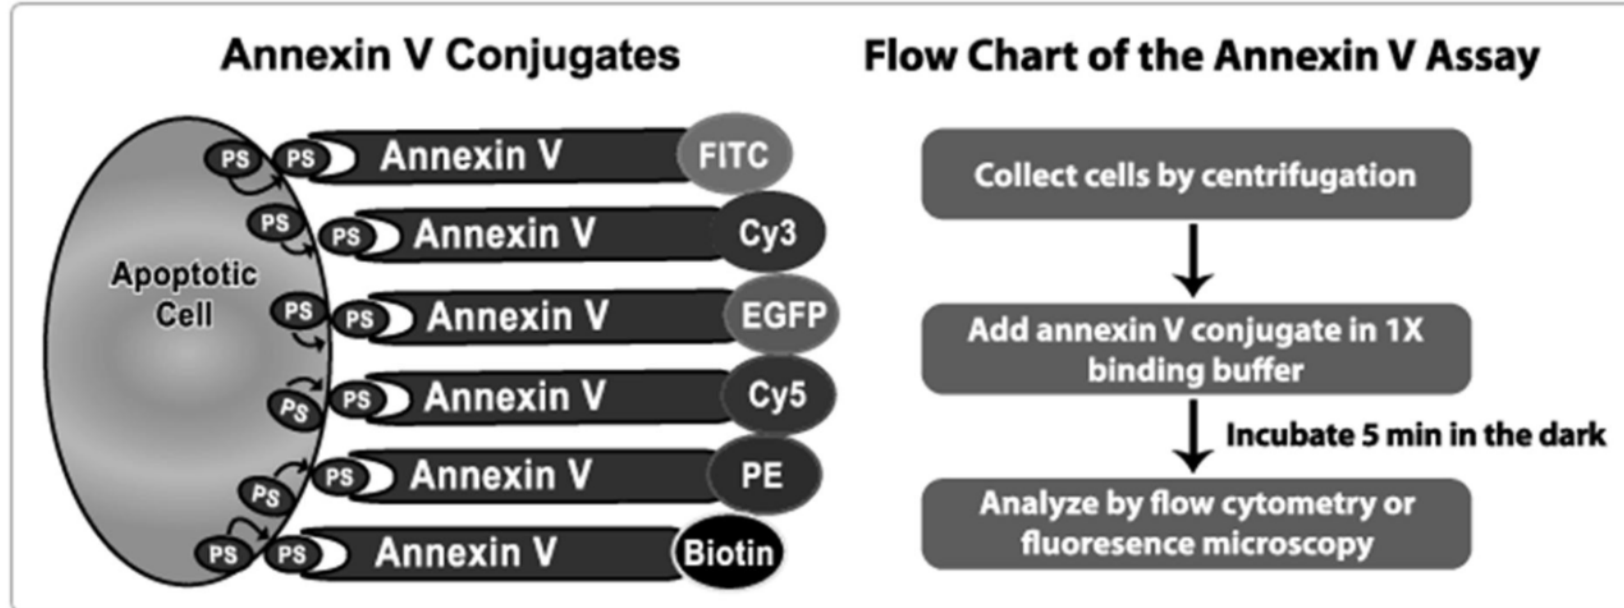 Annexin V Conjugates
PS PS Annexin V FITC
PS PS Annexin V Cy3
Apoptotic
Cell
PS PS Annexin V EGFP
PS PS Annexin V Cy5
PS PS Annexin V PE
PS PS Annexin V Biotin
Flow Chart of the Annexin V Assay
Collect cells by centrifugation
Add annexin V conjugate in 1X
binding buffer
Incubate 5 min in the dark
Analyze by flow cytometry or
fluoresence microscopy